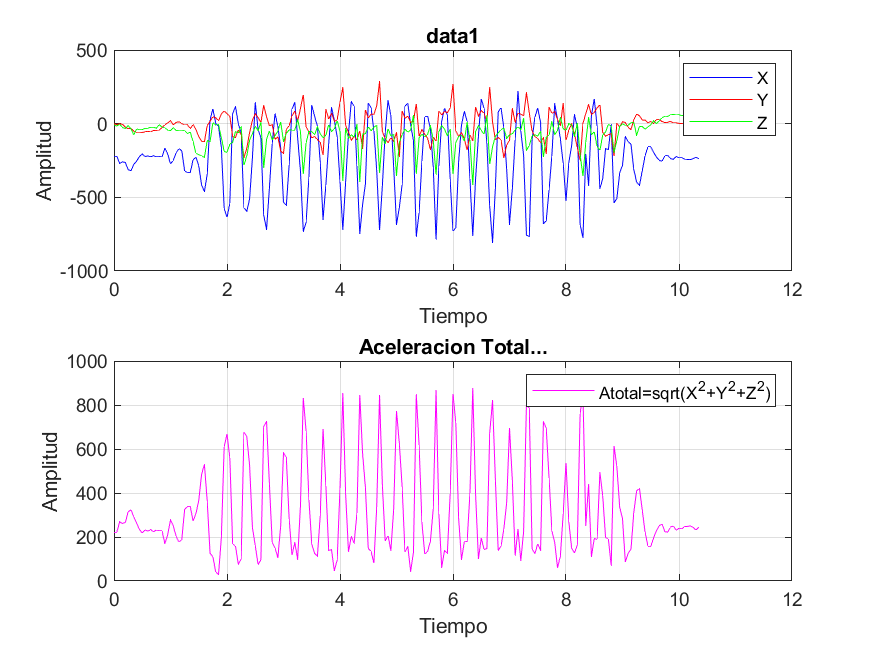 data1
500
0
-500
-1000
Amplitud
X
Y
Z
0 2 4 6 8 10 12
Tiempo
Aceleracion Total...
1000
800
600
400
200
0
Amplitud
Atotal=sqrt(X²+Y²+Z²)
0 2 4 6 8 10 12
Tiempo